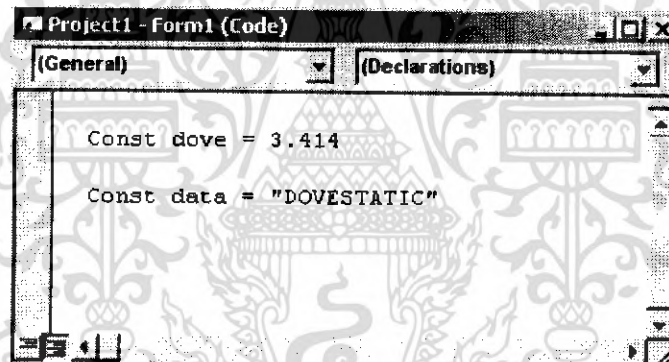 Project1 - Form1 (Code)
(General) (Declarations)
Const dove = 3.414
Const data = "DOVESTATIC"